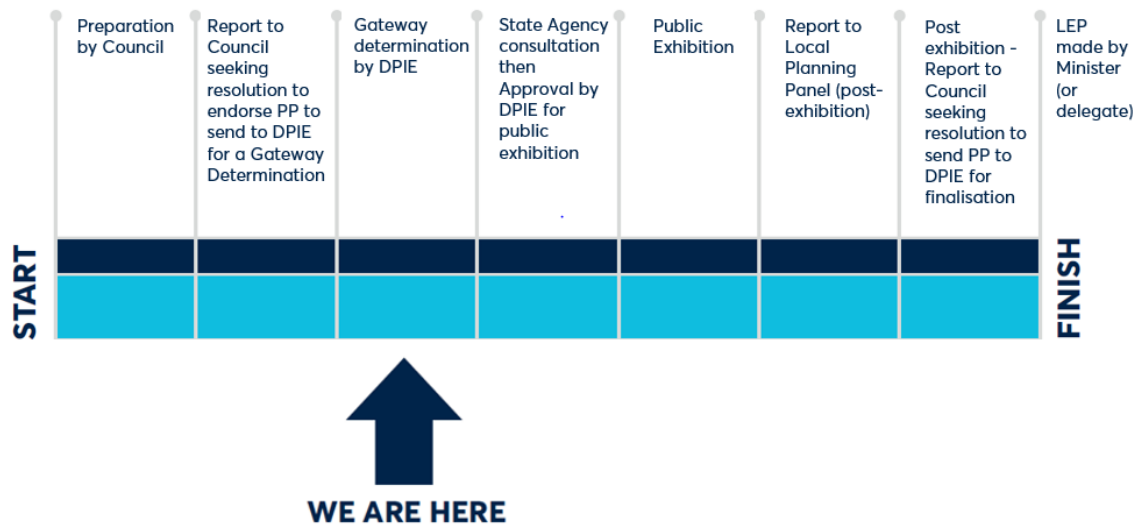 Preparation
by Council
Report to
Council
seeking
resolution to
endorse PP to
send to DPIE
for a Gateway
Determination
Gateway
determination
by DPIE
State Agency
consultation
then
Approval by
DPIE for
public
exhibition
Public
Exhibition
Report to
Local
Planning
Panel (post-
exhibition)
Post
exhibition -
Report to
Council
seeking
resolution to
send PP to
DPIE for
finalisation
LEP
made by
Minister
(or
delegate)
START
FINISH
WE ARE HERE